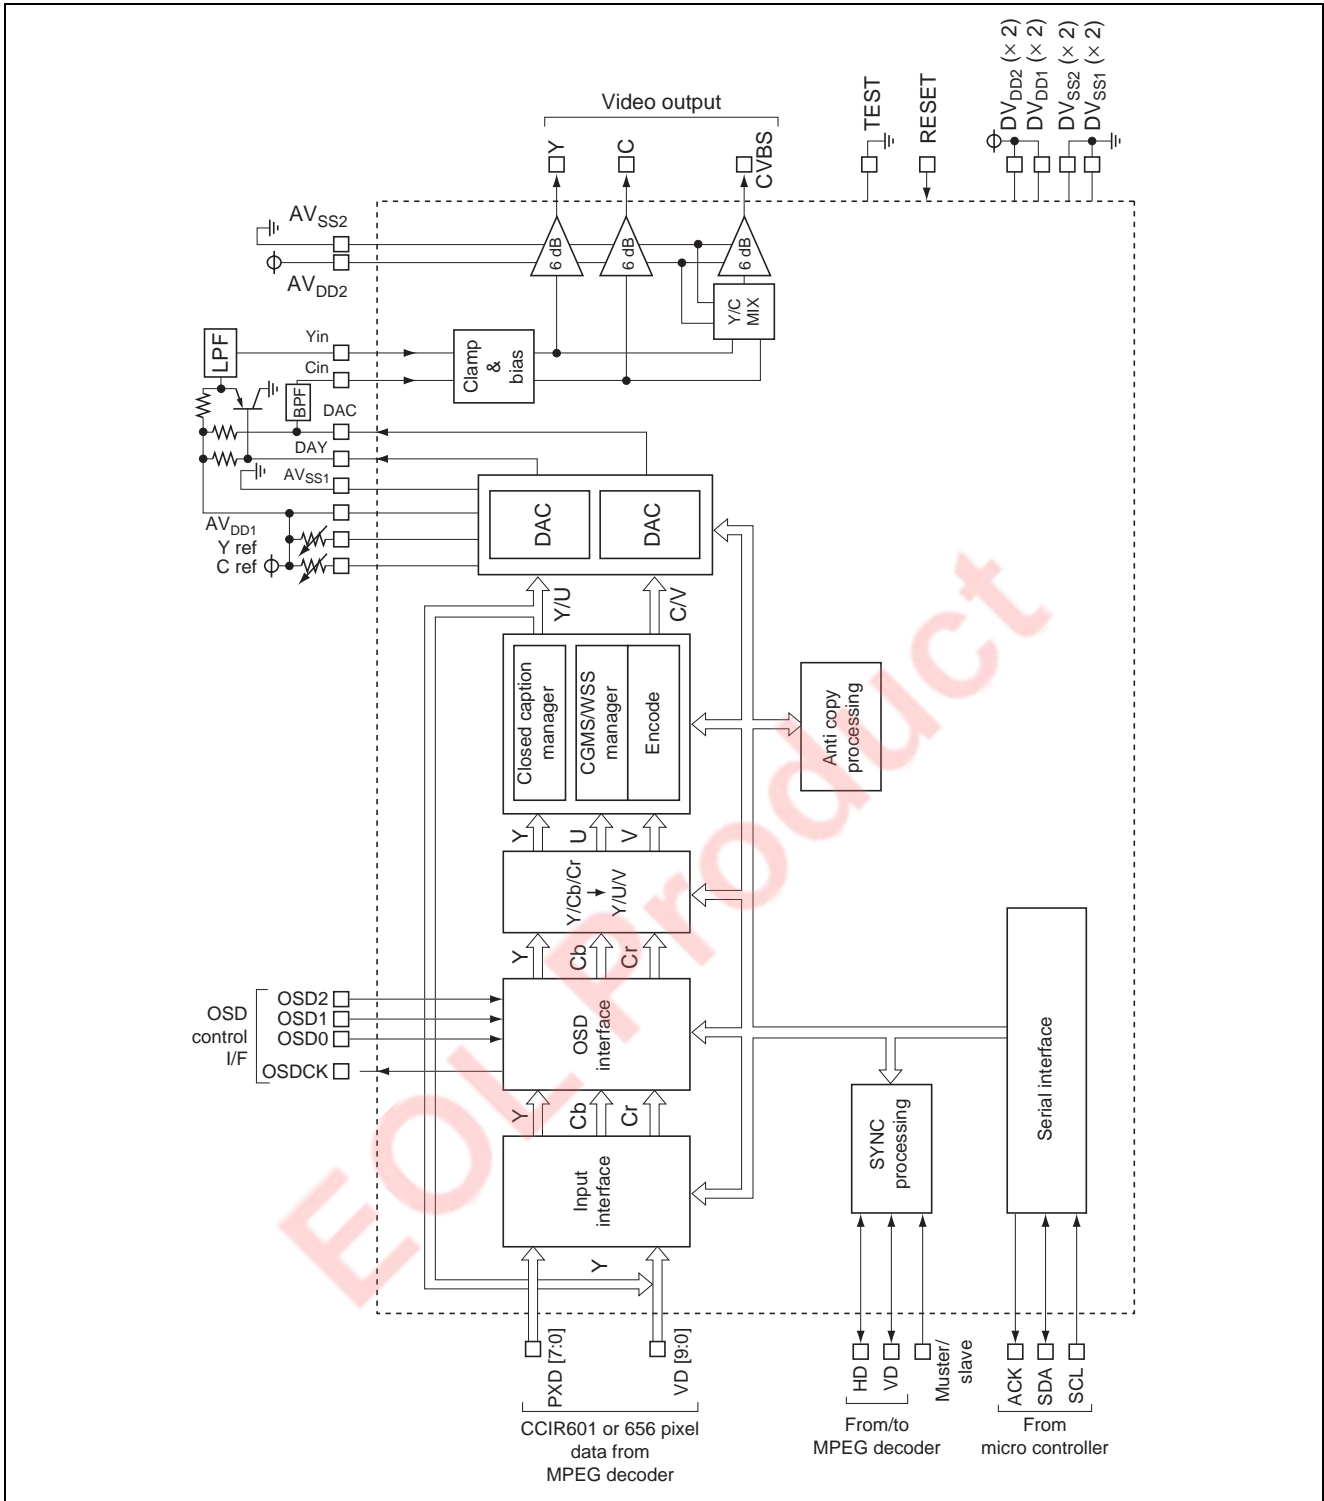 Video output
Y
C
CVBS
TEST
RESET
DVDD2 (× 2)
DVDD1 (× 2)
DVSS2 (× 2)
DVSS1 (× 2)
AVSS2
AVDD2
6 dB
6 dB
6 dB
Y/C
MIX
LPF
Yin
Cin
BPF
DAC
DAY
AVSS1
AVDD1
Y ref
C ref
Clamp
&
bias
DAC
DAC
Y/U
C/V
Closed caption
manager
CGMS/WSS
manager
Encode
Anti copy
processing
Y
U
V
Y/Cb/Cr
→
Y/U/V
Y
Cb
Cr
OSD
control
I/F
OSD2
OSD1
OSD0
OSDCK
OSD
interface
Y
Cb
Cr
Input
interface
Y
SYNC
processing
Serial interface
PXD [7:0]
VD [9:0]
HD
VD
Muster/
slave
ACK
SDA
SCL
CCIR601 or 656 pixel
data from
MPEG decoder
From/to
MPEG decoder
From
micro controller
EOL Product